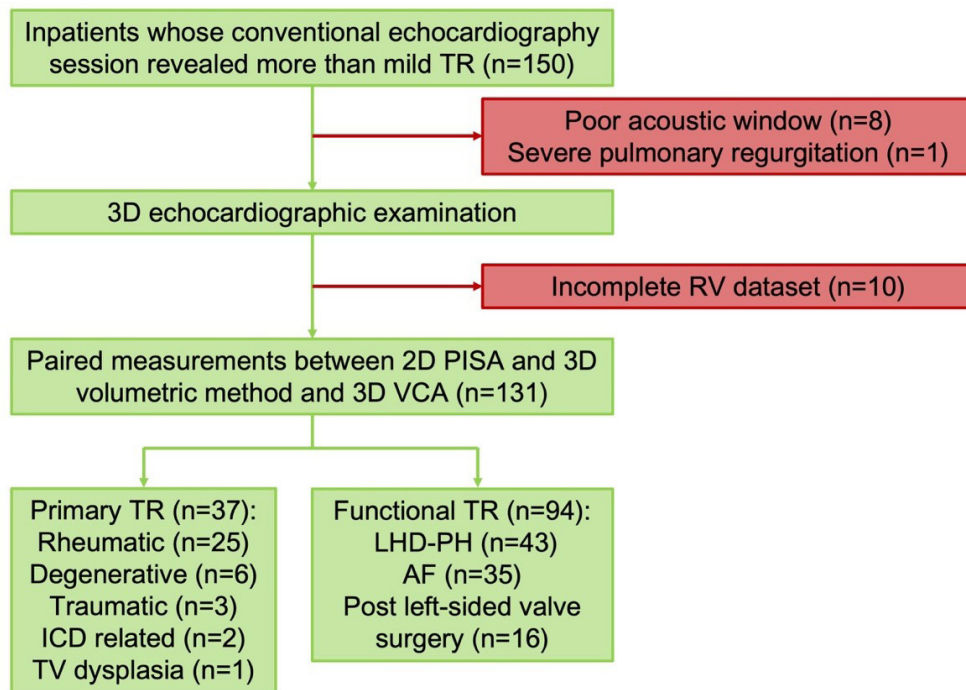 Inpatients whose conventional echocardiography
session revealed more than mild TR (n=150)
Poor acoustic window (n=8)
Severe pulmonary regurgitation (n=1)
3D echocardiographic examination
Incomplete RV dataset (n=10)
Paired measurements between 2D PISA and 3D
volumetric method and 3D VCA (n=131)
Primary TR (n=37):
Rheumatic (n=25)
Degenerative (n=6)
Traumatic (n=3)
ICD related (n=2)
TV dysplasia (n=1)
Functional TR (n=94):
LHD-PH (n=43)
AF (n=35)
Post left-sided valve
surgery (n=16)